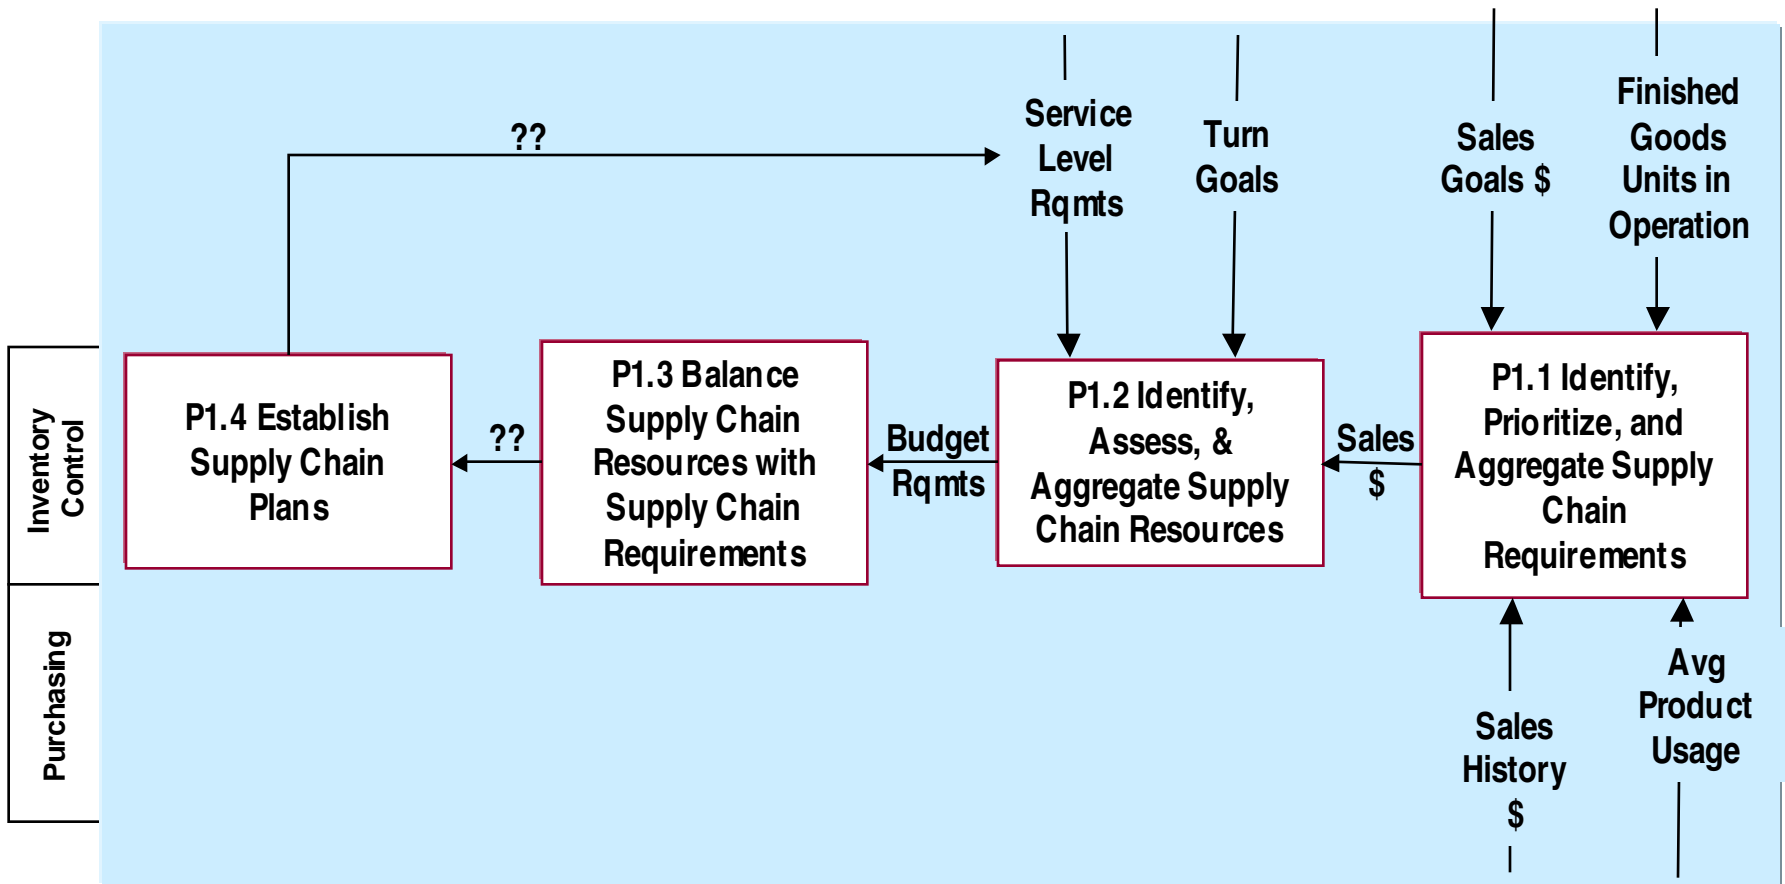 ??
Service
Level
Rqmts
Turn
Goals
Sales
Goals $
Finished
Goods
Units in
Operation
Inventory
Control
P1.4 Establish
Supply Chain
Plans
??
P1.3 Balance
Supply Chain
Resources with
Supply Chain
Requirements
Budget
Rqmts
P1.2 Identify,
Assess, &
Aggregate Supply
Chain Resources
Sales
$
P1.1 Identify,
Prioritize, and
Aggregate Supply
Chain
Requirements
Purchasing
Sales
History
$
Avg
Product
Usage